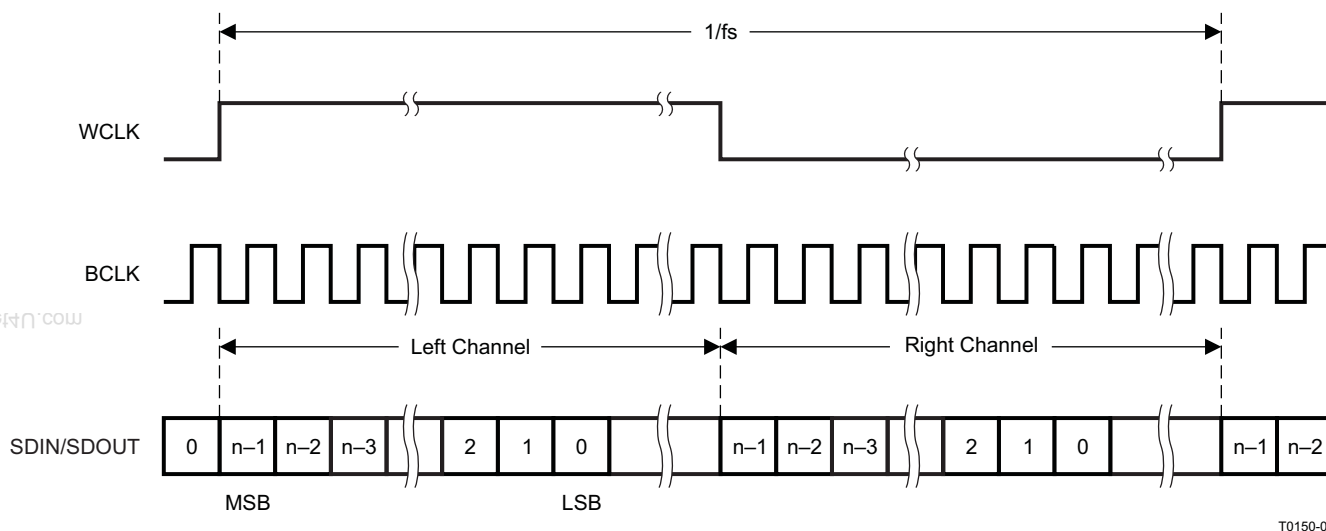 1/fs
WCLK
BCLK
Left Channel
Right Channel
SDIN/SDOUT 0 n–1 n–2 n–3 2 1 0 n–1 n–2 n–3 2 1 0 n–1 n–2
MSB LSB